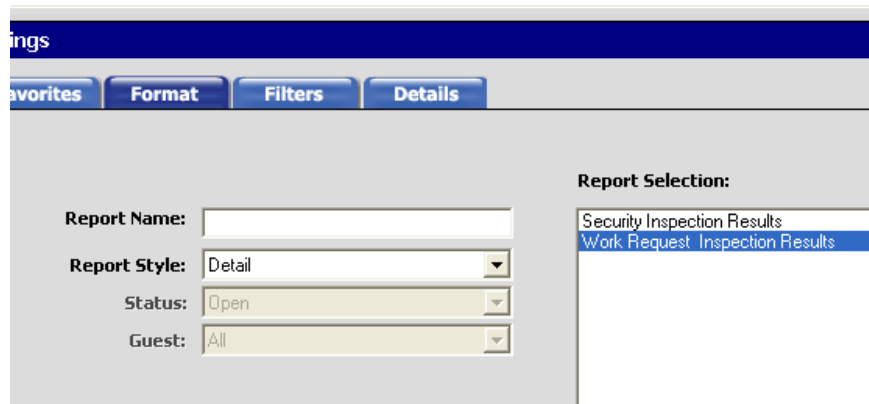 ings
avorites Format Filters Details
Report Selection:
Report Name:
Security Inspection Results
Work Request Inspection Results
Report Style: Detail
Status: Open
Guest: All